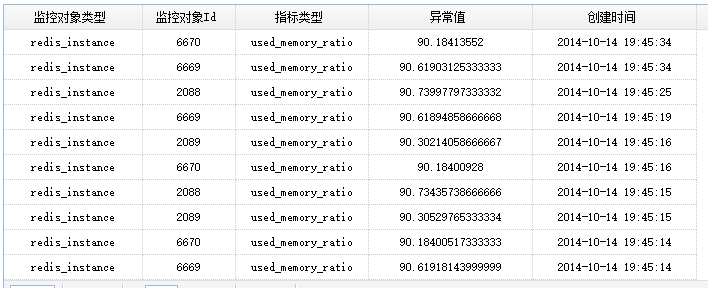 监控对象类型 监控对象Id 指标类型 异常值 创建时间
redis_instance 6670 used_memory_ratio 90.18413552 2014-10-14 19:45:34
redis_instance 6669 used_memory_ratio 90.61903125333333 2014-10-14 19:45:34
redis_instance 2088 used_memory_ratio 90.73997797333332 2014-10-14 19:45:25
redis_instance 6669 used_memory_ratio 90.61894858666668 2014-10-14 19:45:19
redis_instance 2089 used_memory_ratio 90.30214058666667 2014-10-14 19:45:16
redis_instance 6670 used_memory_ratio 90.18400928 2014-10-14 19:45:16
redis_instance 2088 used_memory_ratio 90.73435738666666 2014-10-14 19:45:15
redis_instance 2089 used_memory_ratio 90.30529765333334 2014-10-14 19:45:15
redis_instance 6670 used_memory_ratio 90.18400517333333 2014-10-14 19:45:14
redis_instance 6669 used_memory_ratio 90.61918143999999 2014-10-14 19:45:14